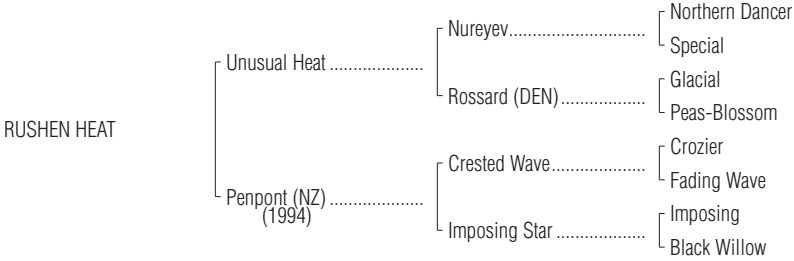 Northern Dancer
Nureyev..............................
Special
Unusual Heat .....................
Glacial
Rossard (DEN)...................
Peas-Blossom
RUSHEN HEAT
Crozier
Crested Wave.....................
Fading Wave
Penpont (NZ) .....................
(1994)
Imposing
Imposing Star ....................
Black Willow